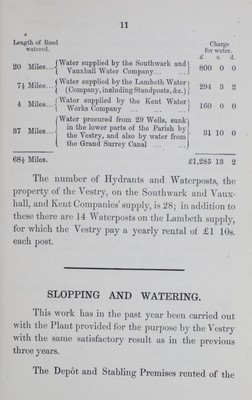 11
Length of Road watered.
Charge for water.
£ s. d.
20 Miles... {Water supplied by the Southwark and Vauxhall Water Company... ...} 800 0 0
7½ Miles... {Water supplied by the Lambeth Water (Company, including Standposts, &c.)} 294 3 2
4 Miles... {Water supplied by the Kent Water Works Company ... ... ...} 160 0 0
37 Miles... {Water procured from 29 Wells, sunk in the lower parts of the Parish by the Vestry, and also by water from the Grand Surrey Canal ... ...} 31 10 0
68½ Miles. £1,285 13 2
The number of Hydrants and Waterposts, the
property of the Vestry, on the Southwark and Vaux-
hall, and Kent Companies' supply, is 28; in addition to
these there are 14 Waterposts on the Lambeth supply,
for which the Vestry pay a yearly rental of £1 10s.
each post.
SLOPPING AND WATERING.
This work has in the past year been carried out
with the Plant provided for the purpose by the Vestry
with the same satisfactory result as in the previous
three years.
The Depôt and Stabling Premises rented of the